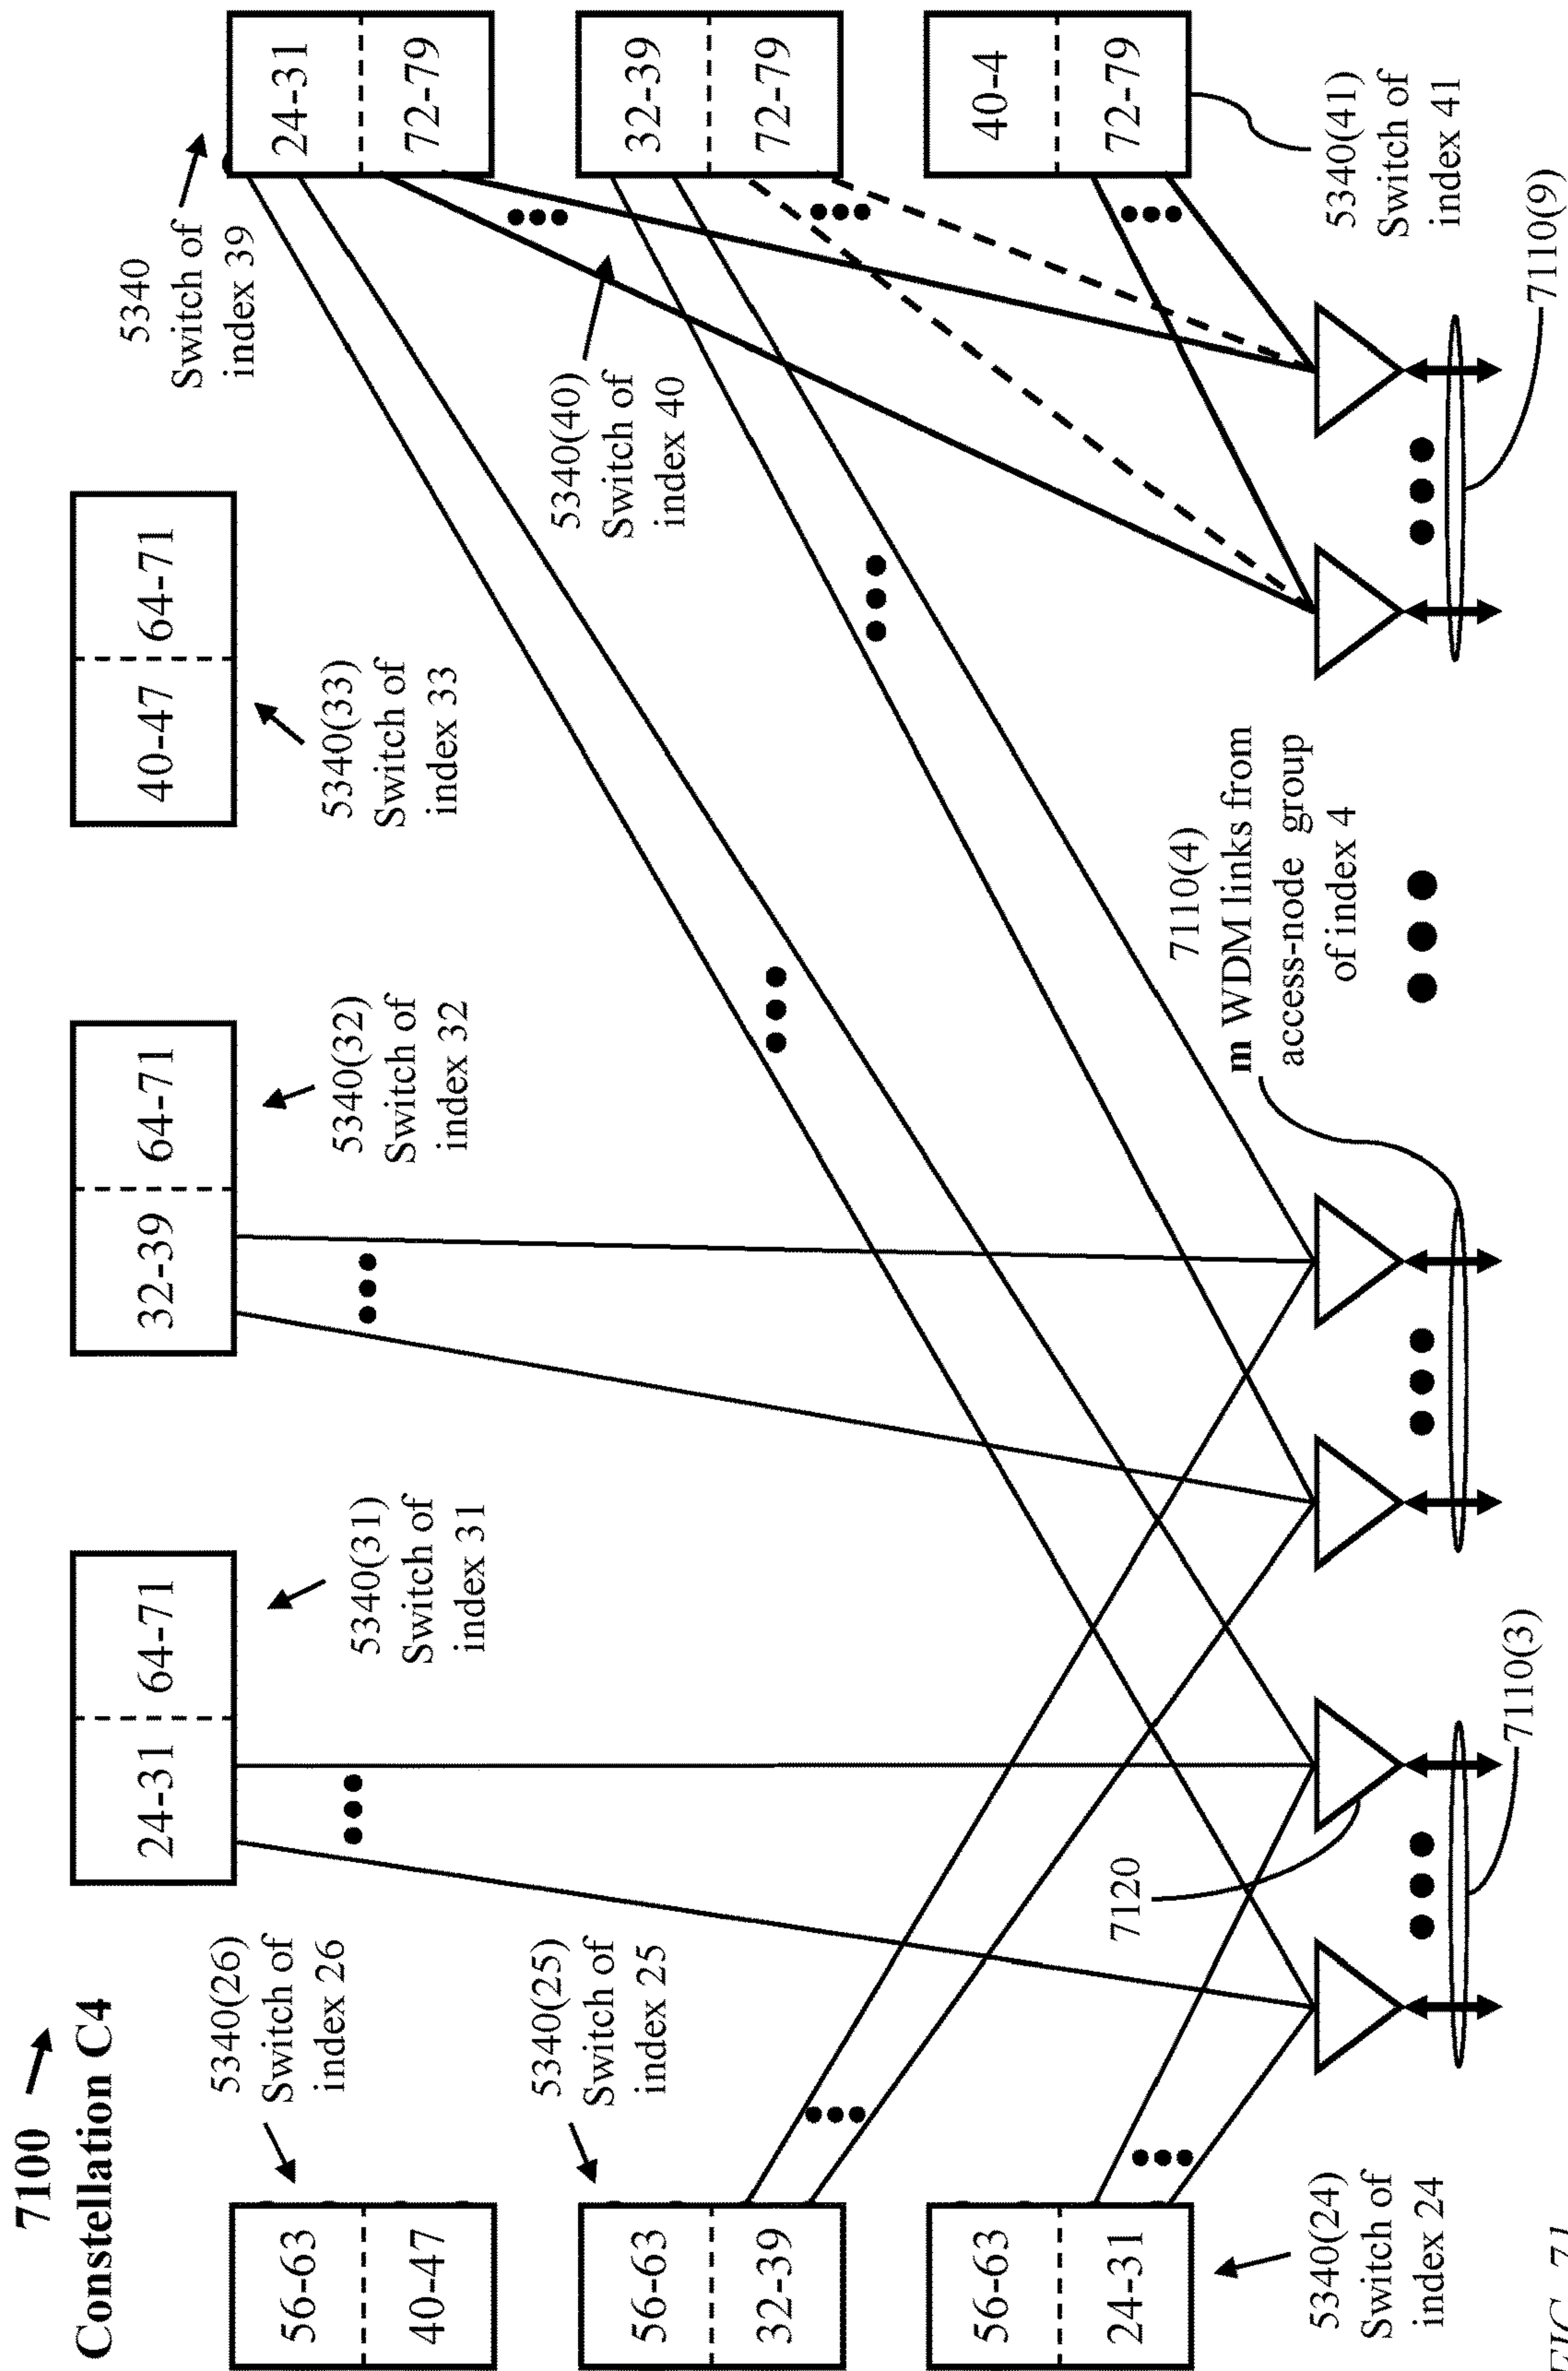 7100
Constellation C4
56-63
40-47
5340(26)
Switch of
index 26
56-63
32-39
5340(25)
Switch of
index 25
56-63
24-31
5340(24)
Switch of
index 24
24-31
64-71
5340(31)
Switch of
index 31
32-39
64-71
5340(32)
Switch of
index 32
40-47
64-71
5340(33)
Switch of
index 33
5340
Switch of
index 39
24-31
72-79
5340(40)
Switch of
index 40
32-39
72-79
40-4
72-79
5340(41)
Switch of
index 41
7120
7110(3)
7110(4)
m WDM links from
access-node group
of index 4
7110(9)
FIG. 71